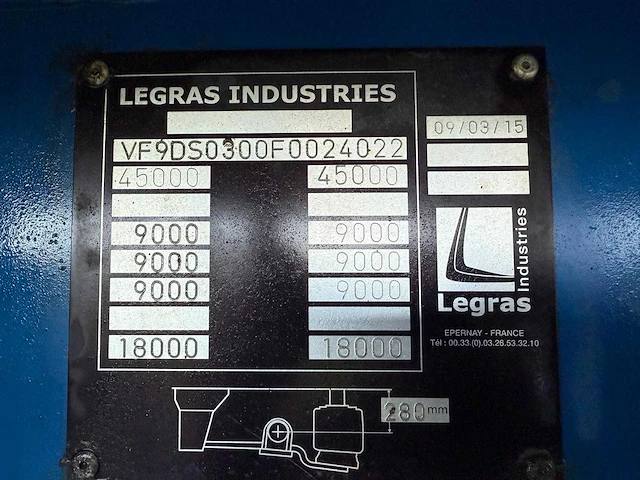 LEGRAS INDUSTRIES
VF9DS0300F0024022
45000 45000
9000 9000
9000 9000
9000 9000
18000 18000
09/03/15
Industries
Legras
EPERNAY - FRANCE
Tél : 00.33.(0).03.26.53.32.10
280 mm